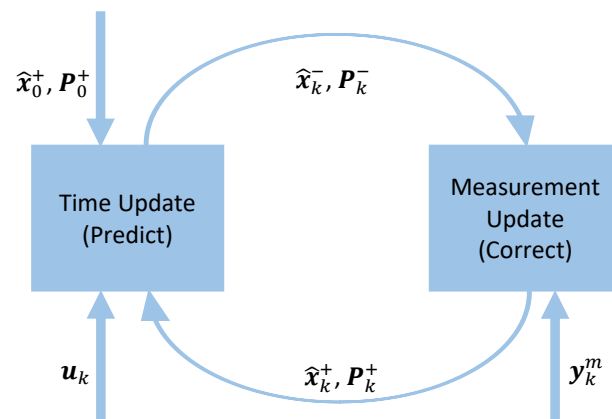 x̂₀⁺, P₀⁺
x̂ₖ⁻, Pₖ⁻
Time Update
(Predict)
Measurement
Update
(Correct)
uₖ
x̂ₖ⁺, Pₖ⁺
yₖᵐ